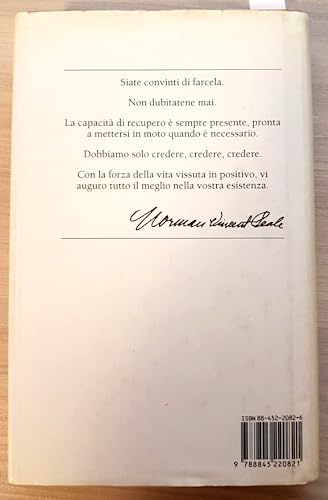 Siate convinti di farcela.
Non dubitatene mai.
La capacità di recupero è sempre presente, pronta
a mettersi in moto quando è necessario.
Dobbiamo solo credere, credere, credere.
Con la forza della vita vissuta in positivo, vi
auguro tutto il meglio nella vostra esistenza.
Norman Vincent Peale
ISBN 88-452-2082-6
9 788845 220821